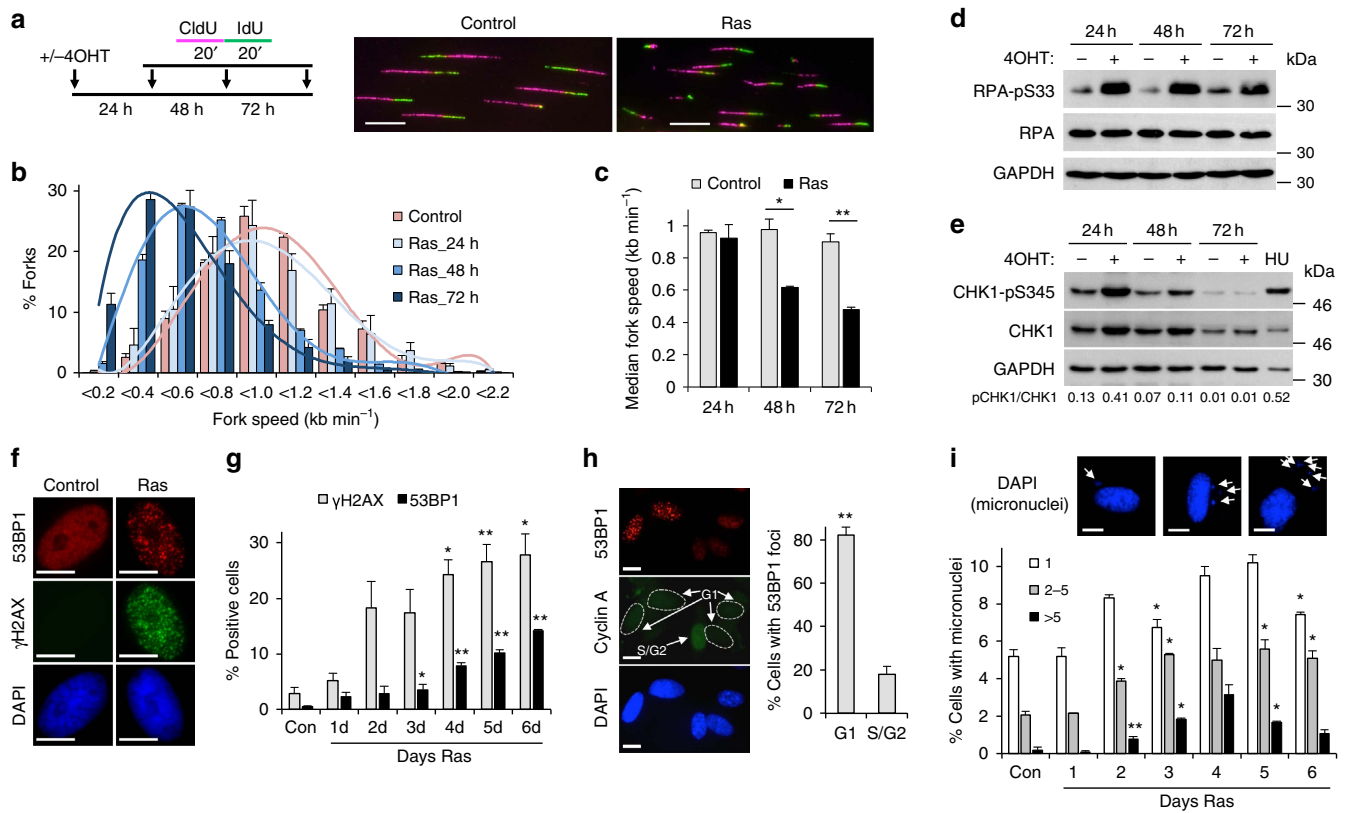 a
CldU IdU
20′ 20′
+/–4OHT
24 h 48 h 72 h
Control Ras
b
30
20
10
0
% Forks
Control
Ras_24 h
Ras_48 h
Ras_72 h
<0.2 <0.4 <0.6 <0.8 <1.0 <1.2 <1.4 <1.6 <1.8 <2.0 <2.2
Fork speed (kb min–1)
c
Control Ras
* **
Median fork speed (kb min–1)
1
0.8
0.6
0.4
0.2
0
24 h 48 h 72 h
d
24 h 48 h 72 h
4OHT: – + – + – + kDa
RPA-pS33
30
RPA
30
GAPDH
30
e
24 h 48 h 72 h
4OHT: – + – + – + HU kDa
CHK1-pS345
46
CHK1
46
GAPDH
30
pCHK1/CHK1 0.13 0.41 0.07 0.11 0.01 0.01 0.52
f
Control Ras
53BP1
γH2AX
DAPI
g
γH2AX 53BP1
% Positive cells
30
20
10
0
* ** *
* ** ** **
Con 1d 2d 3d 4d 5d 6d
Days Ras
h
53BP1
Cyclin A
G1
S/G2
DAPI
% Cells with 53BP1 foci
80
60
40
20
0
**
G1 S/G2
i
DAPI
(micronuclei)
% Cells with micronuclei
10
8
6
4
2
0
1
2–5
>5
* ** * * * * * * *
Con 1 2 3 4 5 6
Days Ras